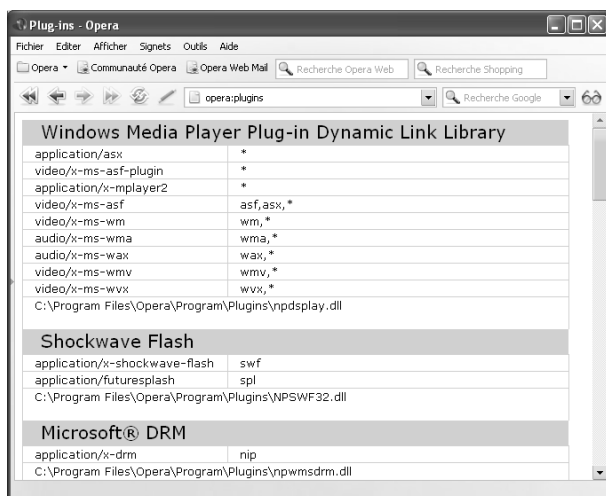 Plug-ins - Opera
Fichier Editer Afficher Signets Outils Aide
Opera Communauté Opera Opera Web Mail Recherche Opera Web Recherche Shopping
opera:plugins Recherche Google
Windows Media Player Plug-in Dynamic Link Library
application/asx *
video/x-ms-asf-plugin *
application/x-mplayer2 *
video/x-ms-asf asf,asx,*
video/x-ms-wm wm,*
audio/x-ms-wma wma,*
audio/x-ms-wax wax,*
video/x-ms-wmv wmv,*
video/x-ms-wvx wvx,*
C:\Program Files\Opera\Program\Plugins\npdsplay.dll
Shockwave Flash
application/x-shockwave-flash swf
application/futuresplash spl
C:\Program Files\Opera\Program\Plugins\NPSWF32.dll
Microsoft® DRM
application/x-drm nip
C:\Program Files\Opera\Program\Plugins\npwmsdrm.dll